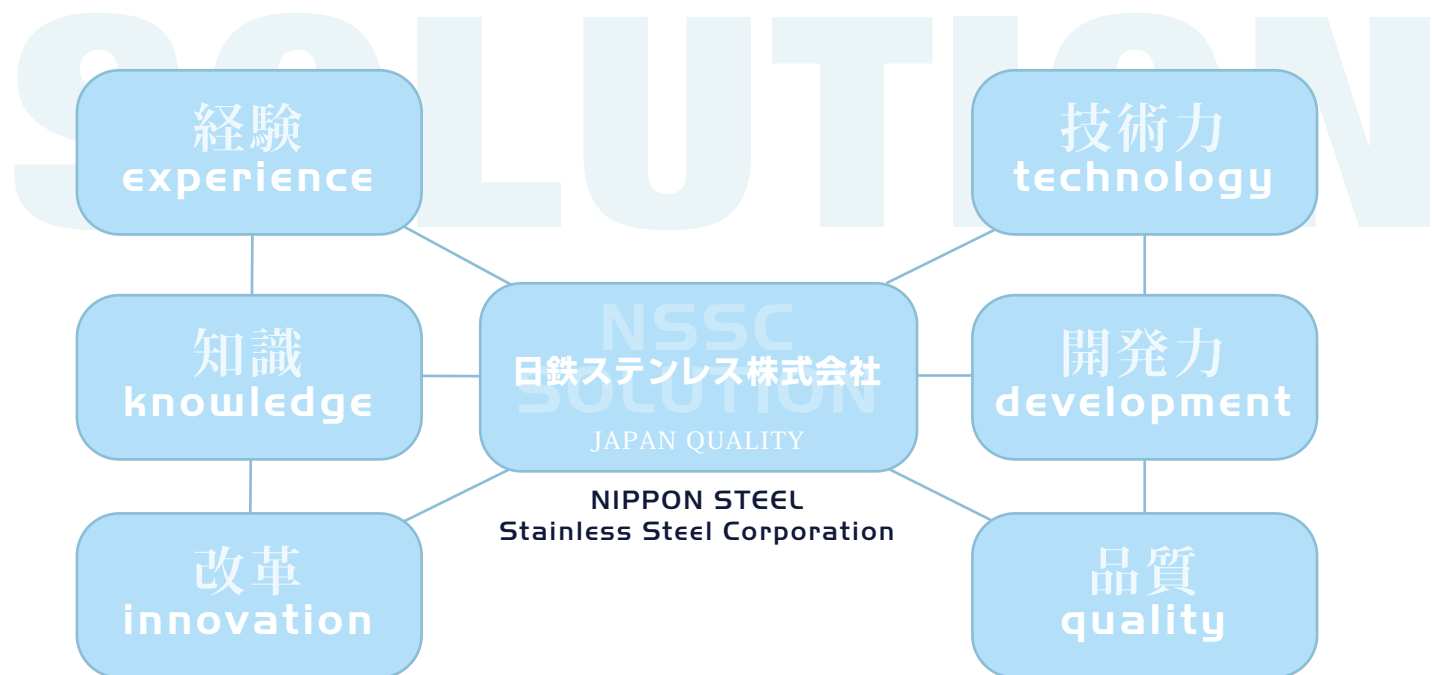 SOLUTION
経験
experience
技術力
technology
知識
knowledge
NSSC
日鉄ステンレス株式会社
SOLUTION
JAPAN QUALITY
開発力
development
NIPPON STEEL
Stainless Steel Corporation
改革
innovation
品質
quality